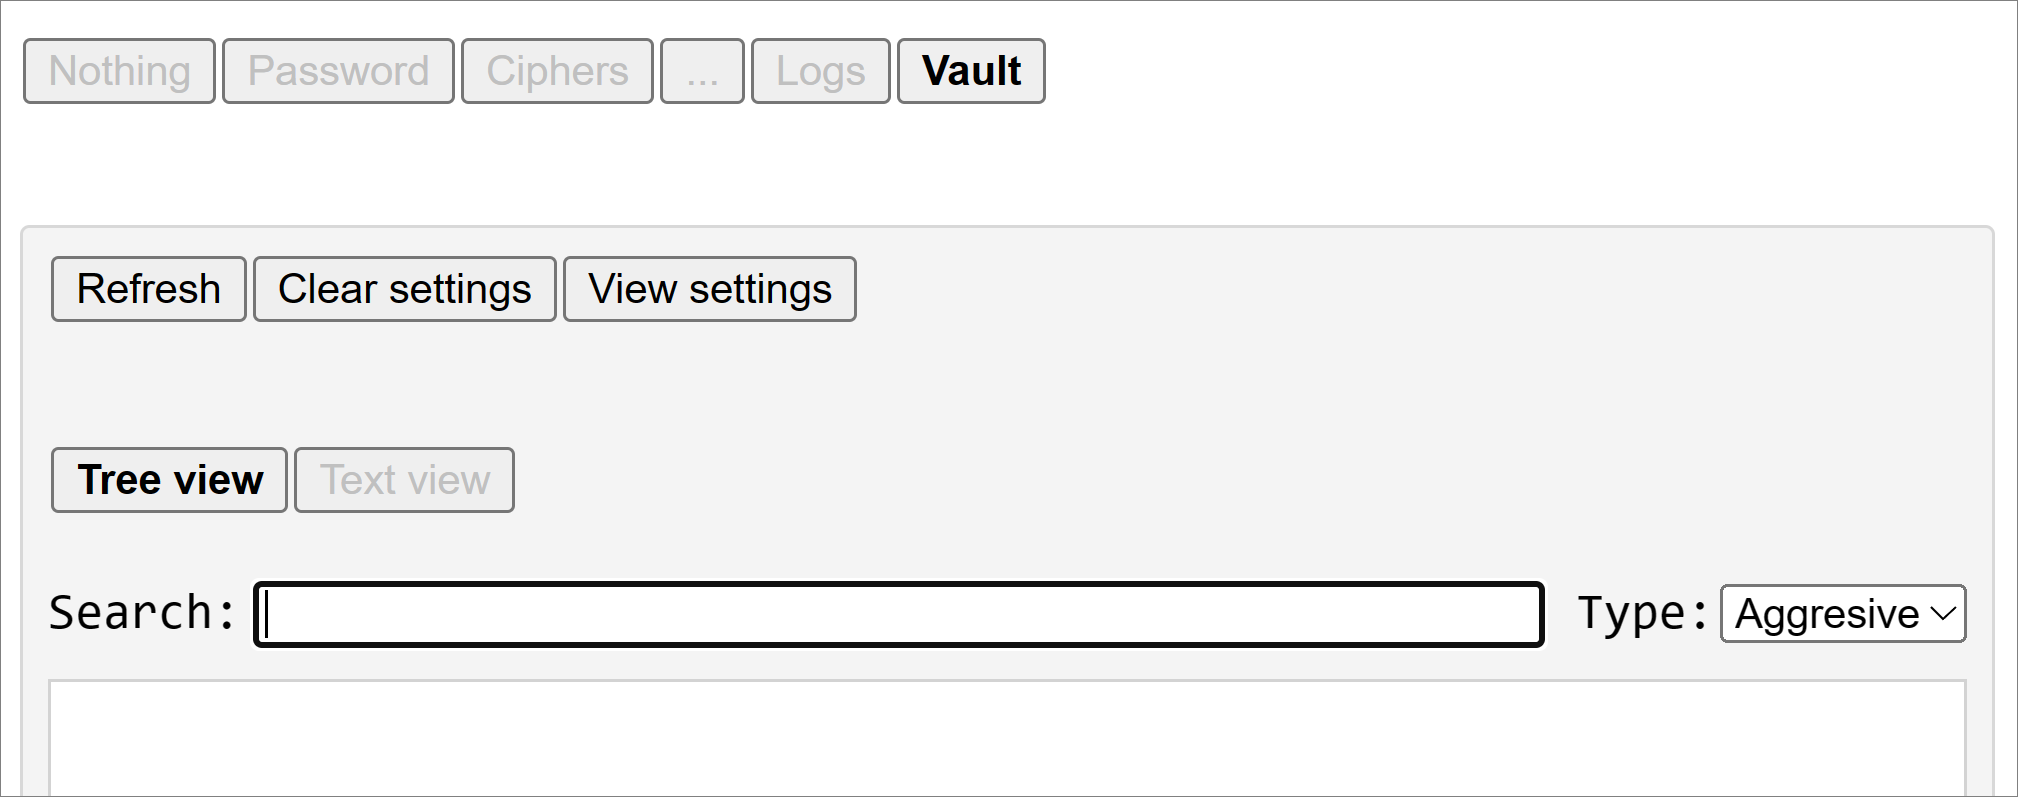 Nothing Password Ciphers ... Logs Vault
Refresh Clear settings View settings
Tree view Text view
Search: Type: Aggresive